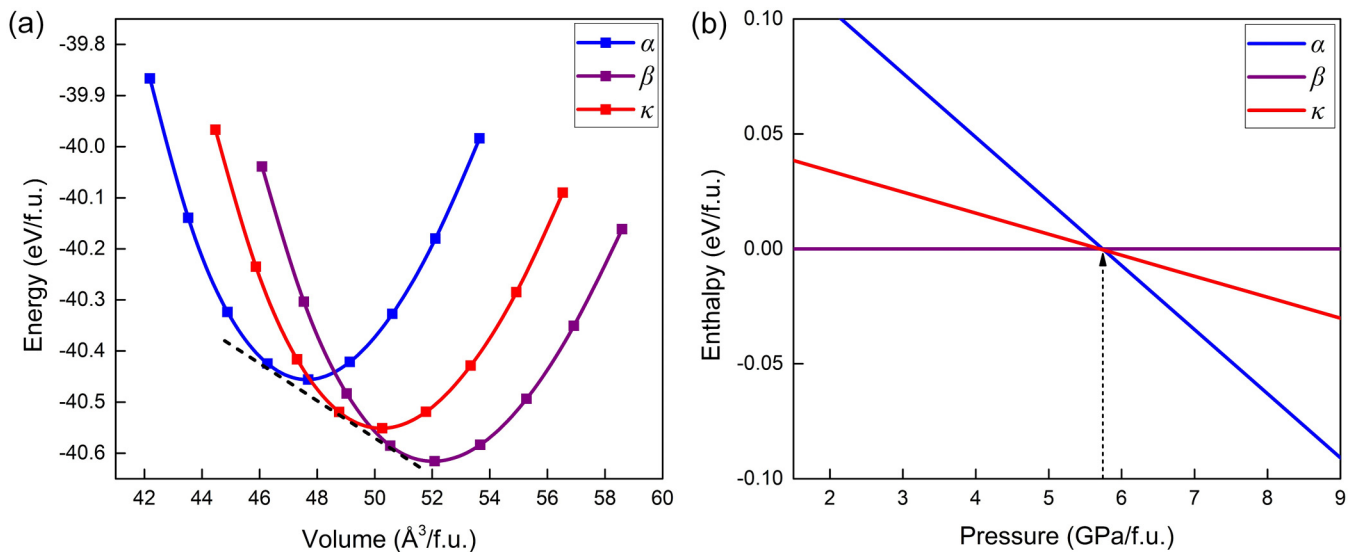 (a)
-39.8
-39.9
-40.0
-40.1
-40.2
-40.3
-40.4
-40.5
-40.6
Energy (eV/f.u.)
42 44 46 48 50 52 54 56 58 60
Volume (Å³/f.u.)
α
β
κ
(b)
0.10
0.05
0.00
-0.05
-0.10
Enthalpy (eV/f.u.)
2 3 4 5 6 7 8 9
Pressure (GPa/f.u.)
α
β
κ